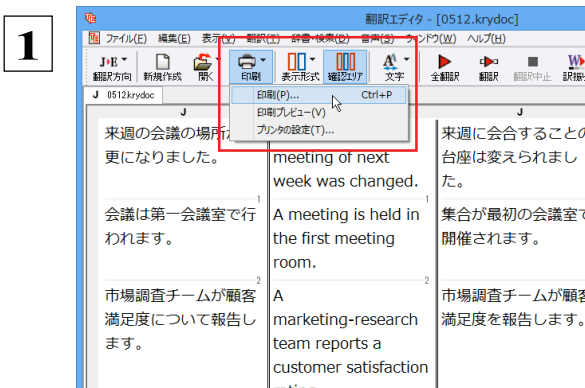 1
翻訳エディタ - [0512.krydoc]
ファイル(F) 編集(E) 表示(V) 翻訳(T) 辞書・検索(D) 音声(S) ウィンドウ(W) ヘルプ(H)
J▸E
翻訳方向 新規作成 開く 印刷 表示形式 確認エリア 文字 全翻訳 翻訳 翻訳中止
J 0512.krydoc
印刷(P)... Ctrl+P
印刷プレビュー(V)
プリンタの設定(T)...
J
J
来週の会議の場所が
更になりました。
meeting of next
week was changed.
来週に会合することの
台座は変えられまし
た。
1
1
会議は第一会議室で行
われます。
A meeting is held in
the first meeting
room.
集合が最初の会議室で
開催されます。
2
2
市場調査チームが顧客
満足度について報告し
ます。
A
marketing-research
team reports a
customer satisfaction
市場調査チームが顧客
満足度を報告します。